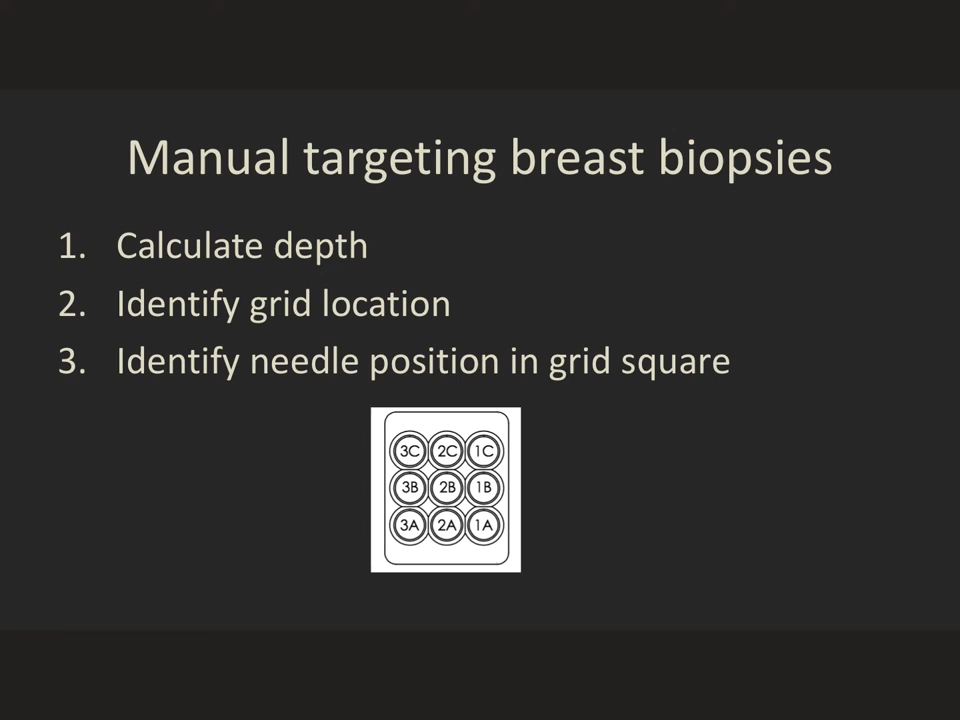 Manual targeting breast biopsies
1. Calculate depth
2. Identify grid location
3. Identify needle position in grid square
3C 2C 1C
3B 2B 1B
3A 2A 1A